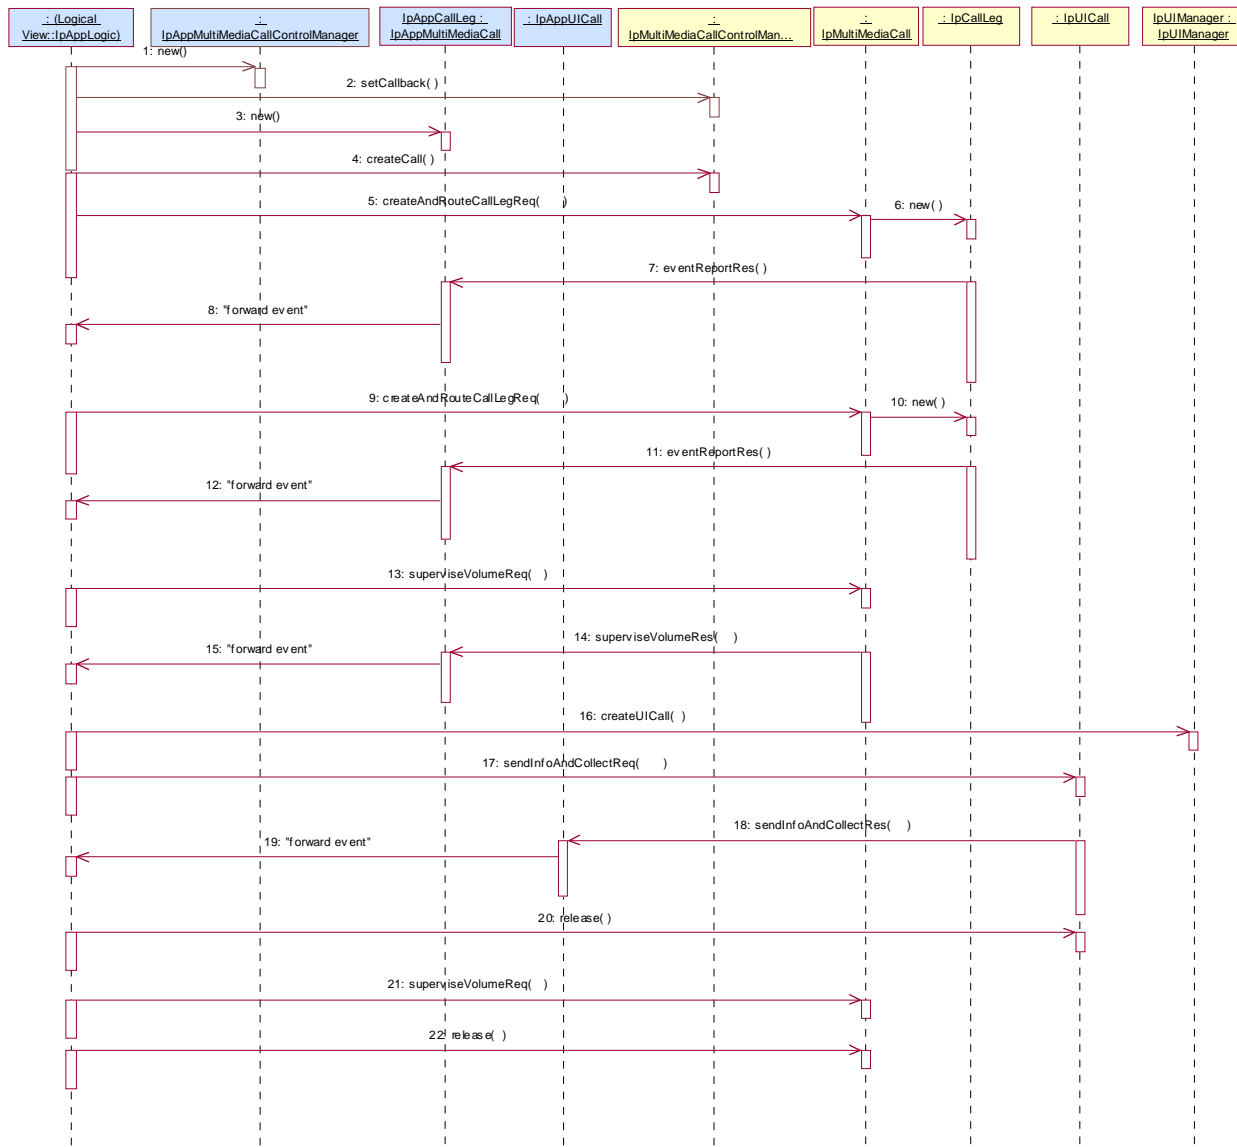 : (Logical
View::IpAppLogic)
:
IpAppMultiMediaCallControlManager
IpAppCallLeg :
IpAppMultiMediaCall
: IpAppUICall
:
IpMultiMediaCallControlMan...
:
IpMultiMediaCall
: IpCallLeg
: IpUICall
IpUIManager :
IpUIManager
1: new()
2: setCallback( )
3: new()
4: createCall( )
5: createAndRouteCallLegReq( )
6: new( )
7: eventReportRes( )
8: "forward event"
9: createAndRouteCallLegReq( )
10: new( )
11: eventReportRes( )
12: "forward event"
13: superviseVolumeReq( )
14: superviseVolumeRes( )
15: "forward event"
16: createUICall( )
17: sendInfoAndCollectReq( )
18: sendInfoAndCollectRes( )
19: "forward event"
20: release( )
21: superviseVolumeReq( )
22: release( )